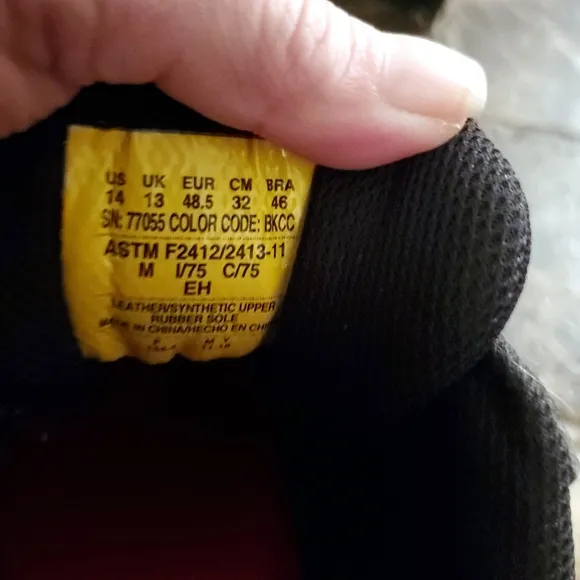 US UK EUR CM BRA
14 13 48.5 32 46
SN: 77055 COLOR CODE: BKCC
ASTM F2412/2413-11
M I/75 C/75
EH
LEATHER/SYNTHETIC UPPER
RUBBER SOLE
MADE IN CHINA/HECHO EN